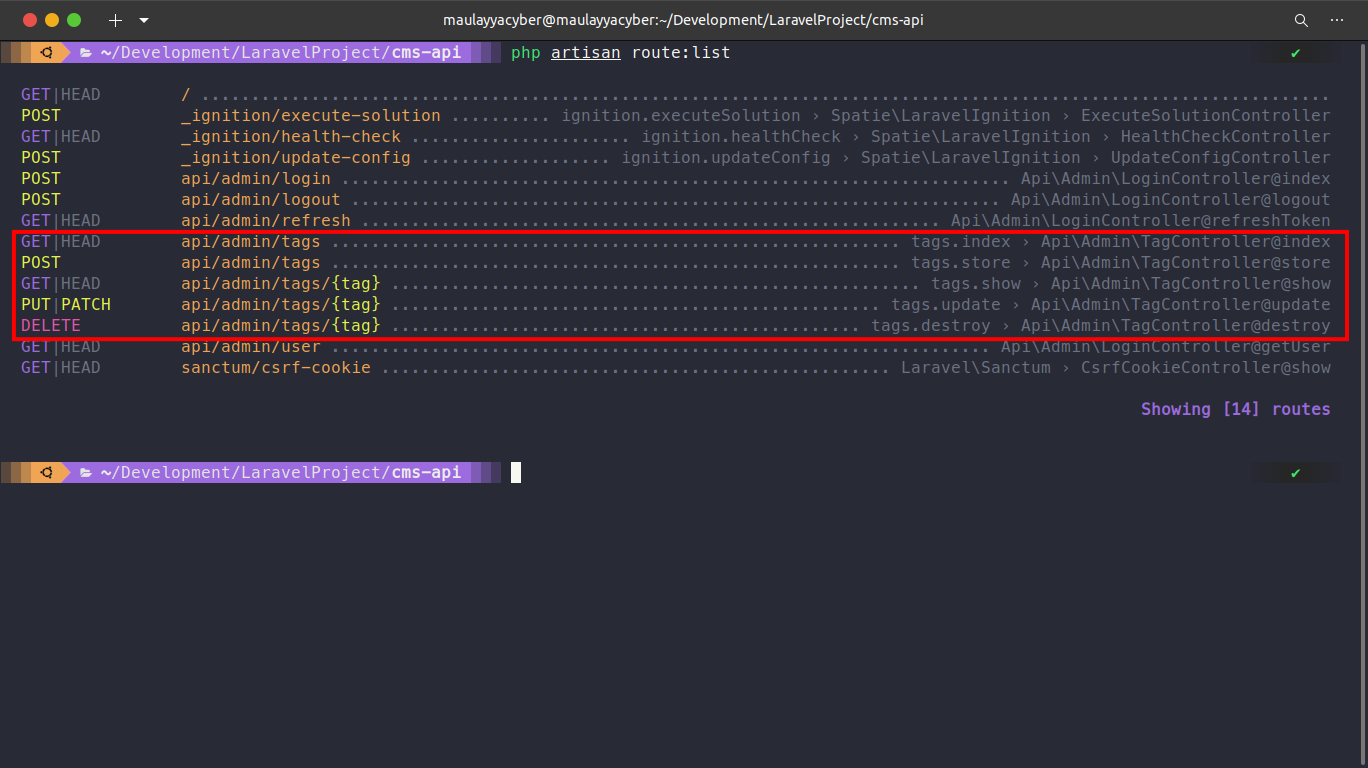 maulayyacyber@maulayyacyber:~/Development/LaravelProject/cms-api
~/Development/LaravelProject/cms-api php artisan route:list ✔
GET|HEAD / .................................................................................................................
POST _ignition/execute-solution .......... ignition.executeSolution › Spatie\LaravelIgnition › ExecuteSolutionController
GET|HEAD _ignition/health-check ...................... ignition.healthCheck › Spatie\LaravelIgnition › HealthCheckController
POST _ignition/update-config ................... ignition.updateConfig › Spatie\LaravelIgnition › UpdateConfigController
POST api/admin/login ................................................................... Api\Admin\LoginController@index
POST api/admin/logout ................................................................. Api\Admin\LoginController@logout
GET|HEAD api/admin/refresh .......................................................... Api\Admin\LoginController@refreshToken
GET|HEAD api/admin/tags ......................................................... tags.index › Api\Admin\TagController@index
POST api/admin/tags ......................................................... tags.store › Api\Admin\TagController@store
GET|HEAD api/admin/tags/{tag} ..................................................... tags.show › Api\Admin\TagController@show
PUT|PATCH api/admin/tags/{tag} ................................................. tags.update › Api\Admin\TagController@update
DELETE api/admin/tags/{tag} ............................................... tags.destroy › Api\Admin\TagController@destroy
GET|HEAD api/admin/user .................................................................. Api\Admin\LoginController@getUser
GET|HEAD sanctum/csrf-cookie ................................................... Laravel\Sanctum › CsrfCookieController@show
Showing [14] routes
~/Development/LaravelProject/cms-api ✔